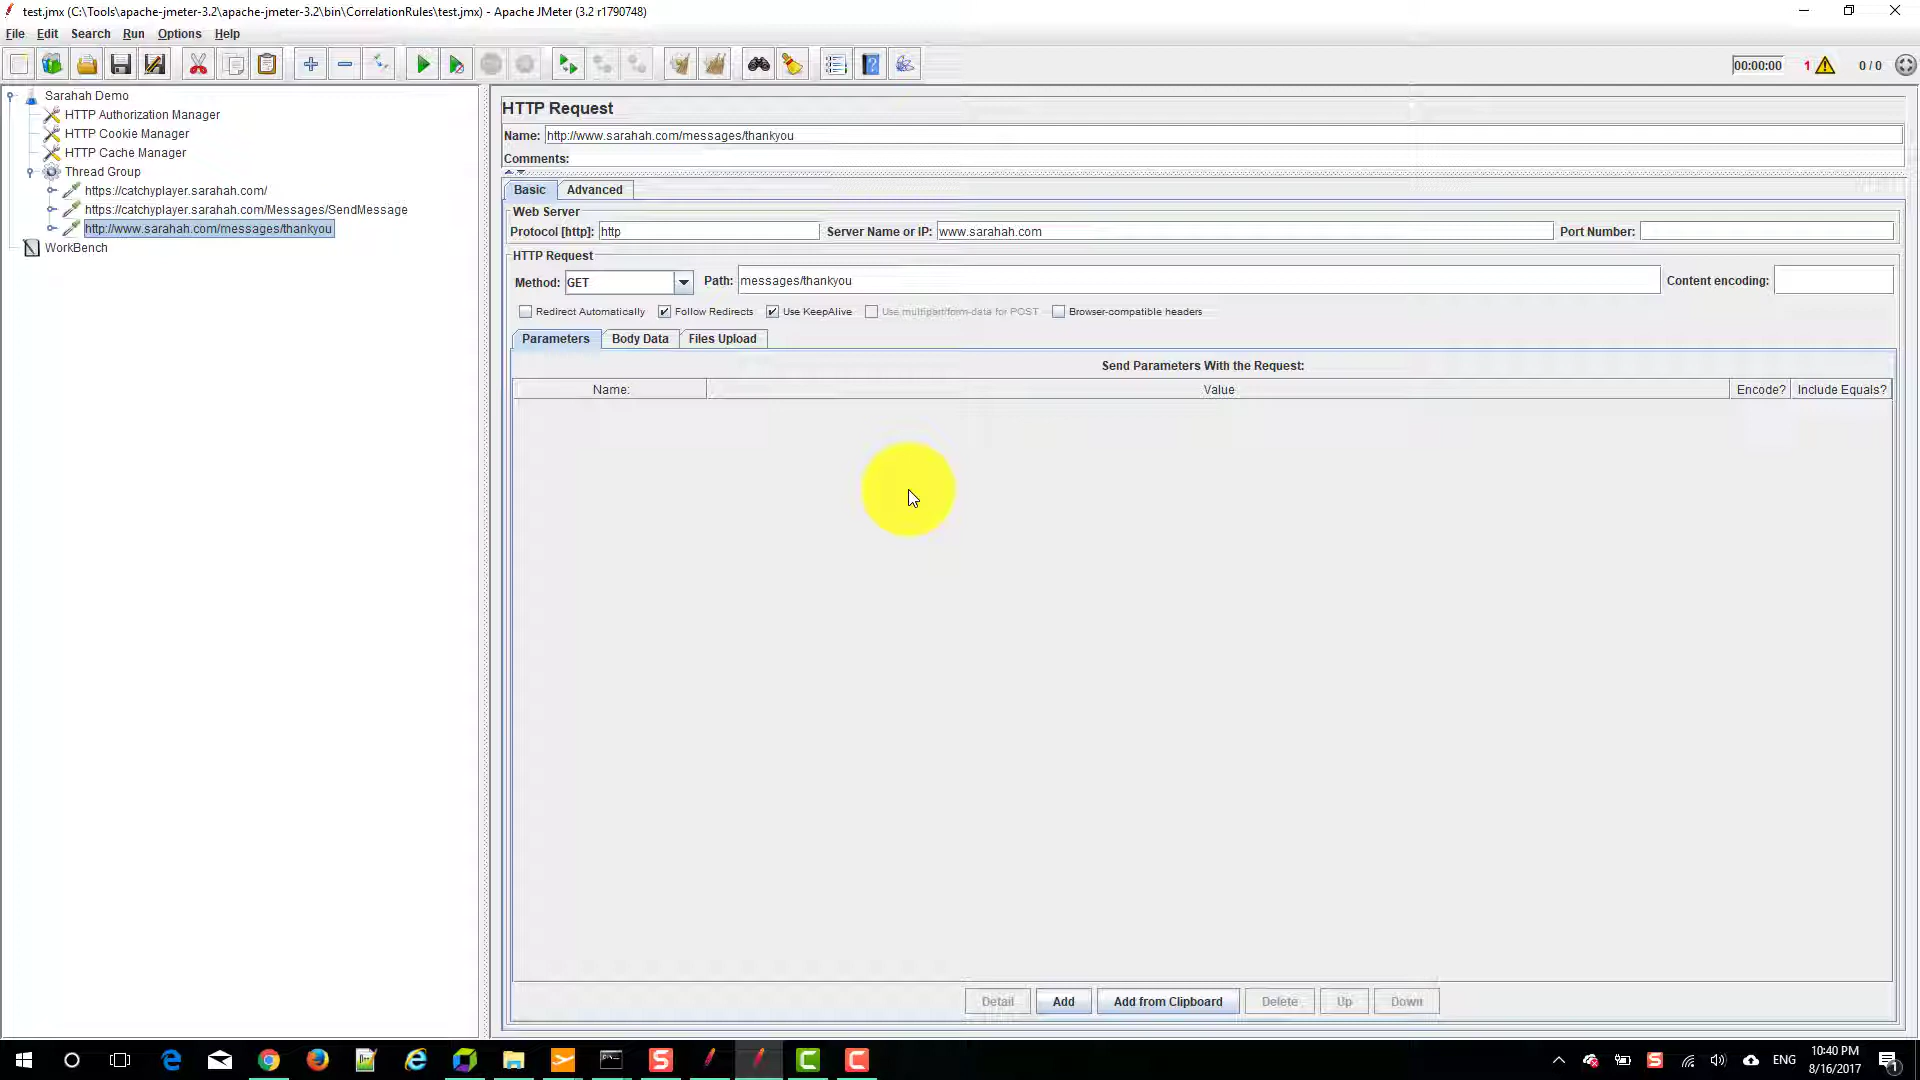 test.jmx (C:\Tools\apache-jmeter-3.2\apache-jmeter-3.2\bin\CorrelationRules\test.jmx) - Apache JMeter (3.2 r1790748)
File Edit Search Run Options Help
00:00:00 1 0 / 0
Sarahah Demo
HTTP Authorization Manager
HTTP Cookie Manager
HTTP Cache Manager
Thread Group
https://catchyplayer.sarahah.com/
https://catchyplayer.sarahah.com/Messages/SendMessage
http://www.sarahah.com/messages/thankyou
WorkBench
HTTP Request
Name: http://www.sarahah.com/messages/thankyou
Comments:
Basic Advanced
Web Server
Protocol [http]: http Server Name or IP: www.sarahah.com Port Number:
HTTP Request
Method: GET Path: messages/thankyou Content encoding:
Redirect Automatically Follow Redirects Use KeepAlive Use multipart/form-data for POST Browser-compatible headers
Parameters Body Data Files Upload
Send Parameters With the Request:
Name: Value Encode? Include Equals?
Detail Add Add from Clipboard Delete Up Down
ENG 10:40 PM
8/16/2017
1